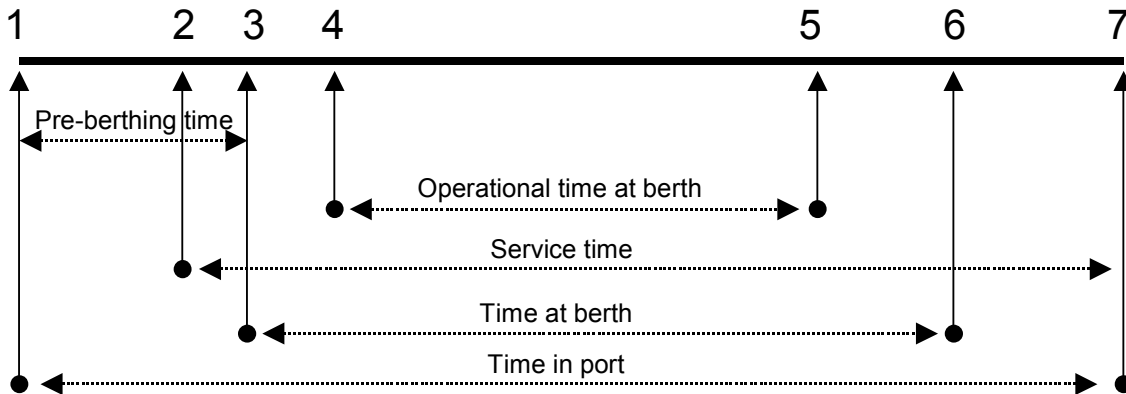 1 2 3 4 5 6 7
Pre-berthing time
Operational time at berth
Service time
Time at berth
Time in port